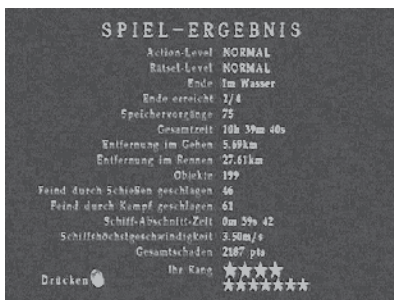 SPIEL-ERGEBNIS
Action-Level NORMAL
Rätsel-Level NORMAL
Ende Im Wasser
Ende erreicht 1/4
Speichervorgänge 75
Gesamtzeit 10h 39m 40s
Entfernung im Gehen 5.69km
Entfernung im Rennen 27.61km
Objekte 199
Feind durch Schießen geschlagen 46
Feind durch Kampf geschlagen 61
Schiff-Abschnitt-Zeit 0m 59s 42
Schiffshöchstgeschwindigkeit 3.50m/s
Gesamtschaden 2187 pts
Ihr Rang
Drücken